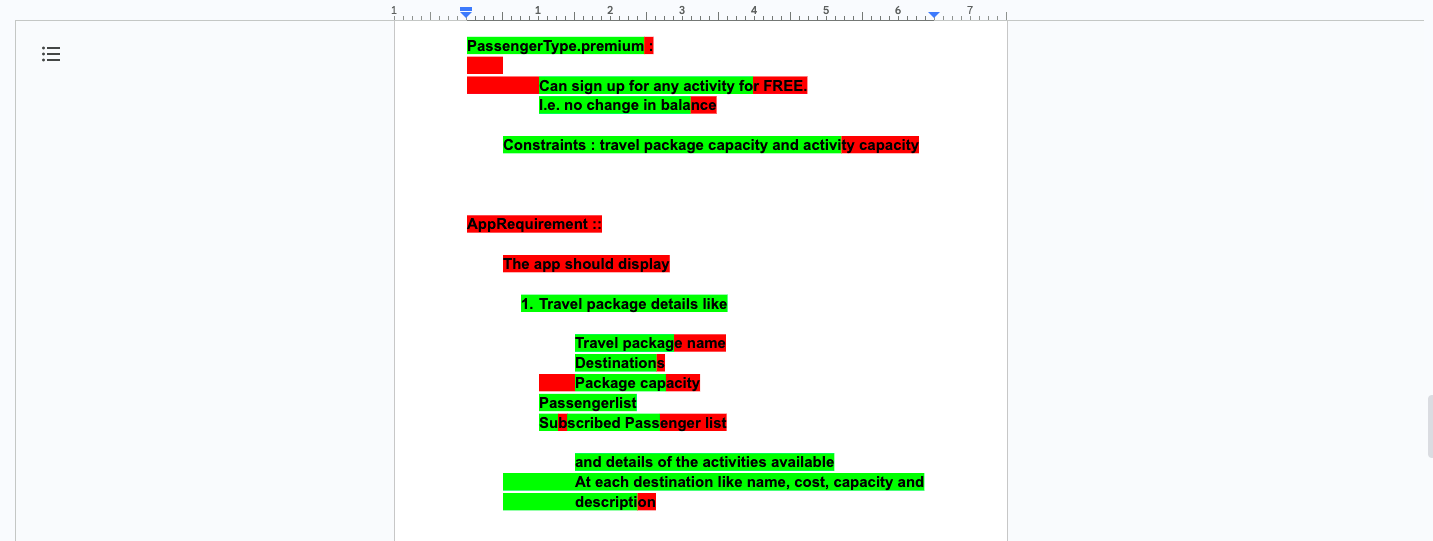 1 1 2 3 4 5 6 7
PassengerType.premium :
Can sign up for any activity for FREE.
I.e. no change in balance
Constraints : travel package capacity and activity capacity
AppRequirement ::
The app should display
1. Travel package details like
Travel package name
Destinations
Package capacity
Passengerlist
Subscribed Passenger list
and details of the activities available
At each destination like name, cost, capacity and
description